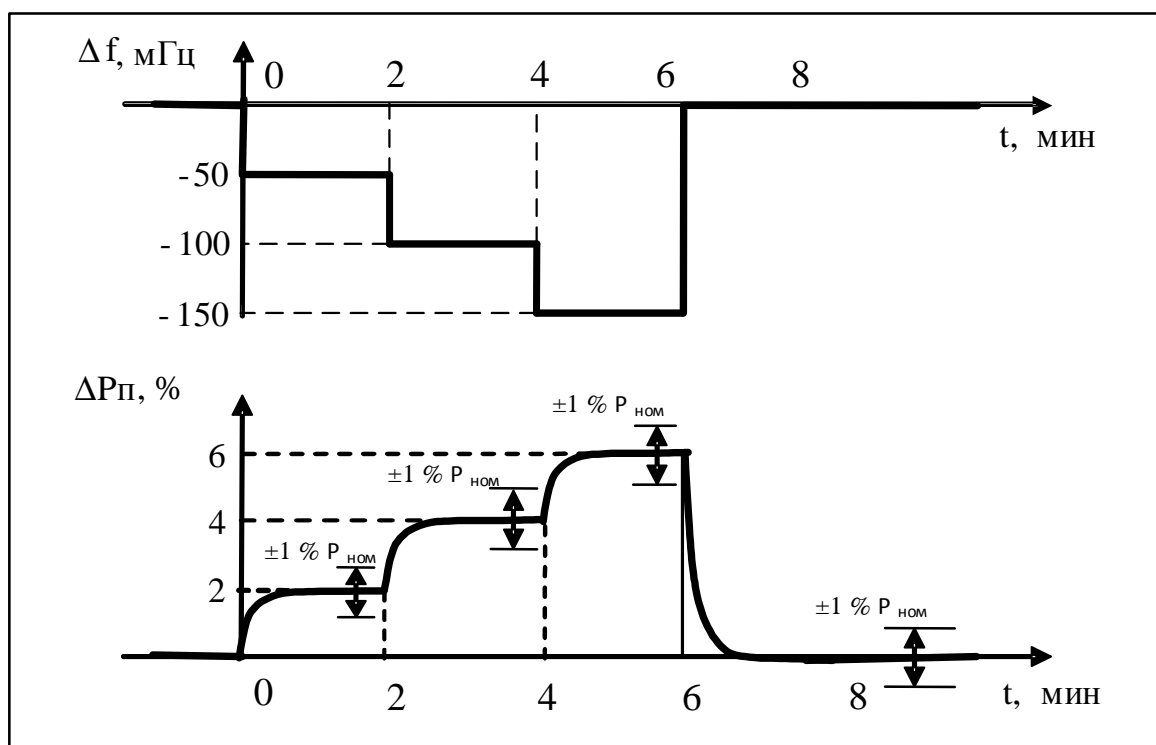 Δ f, мГц
0 2 4 6 8
t, мин
-50
- 100
- 150
ΔРп, %
±1 % Р ном
6
±1 % Р ном
4
±1 % Р ном
2
±1 % Р ном
0 2 4 6 8 t, мин